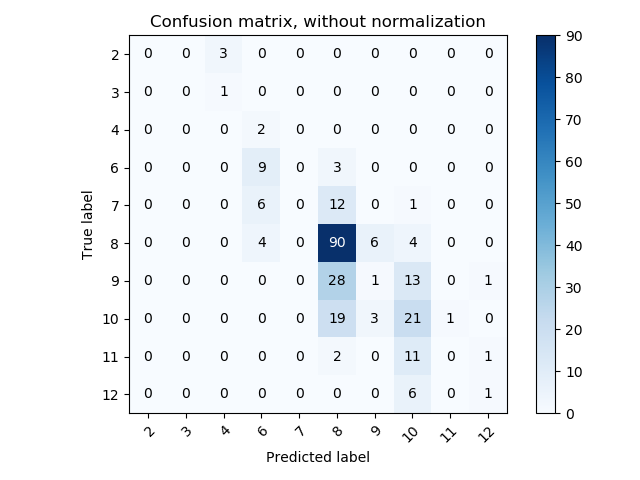 Confusion matrix, without normalization
2 0 0 3 0 0 0 0 0 0 0
3 0 0 1 0 0 0 0 0 0 0
4 0 0 0 2 0 0 0 0 0 0
6 0 0 0 9 0 3 0 0 0 0
7 0 0 0 6 0 12 0 1 0 0
8 0 0 0 4 0 90 6 4 0 0
9 0 0 0 0 0 28 1 13 0 1
10 0 0 0 0 0 19 3 21 1 0
11 0 0 0 0 0 2 0 11 0 1
12 0 0 0 0 0 0 0 6 0 1
2 3 4 6 7 8 9 10 11 12
Predicted label
True label
90
80
70
60
50
40
30
20
10
0